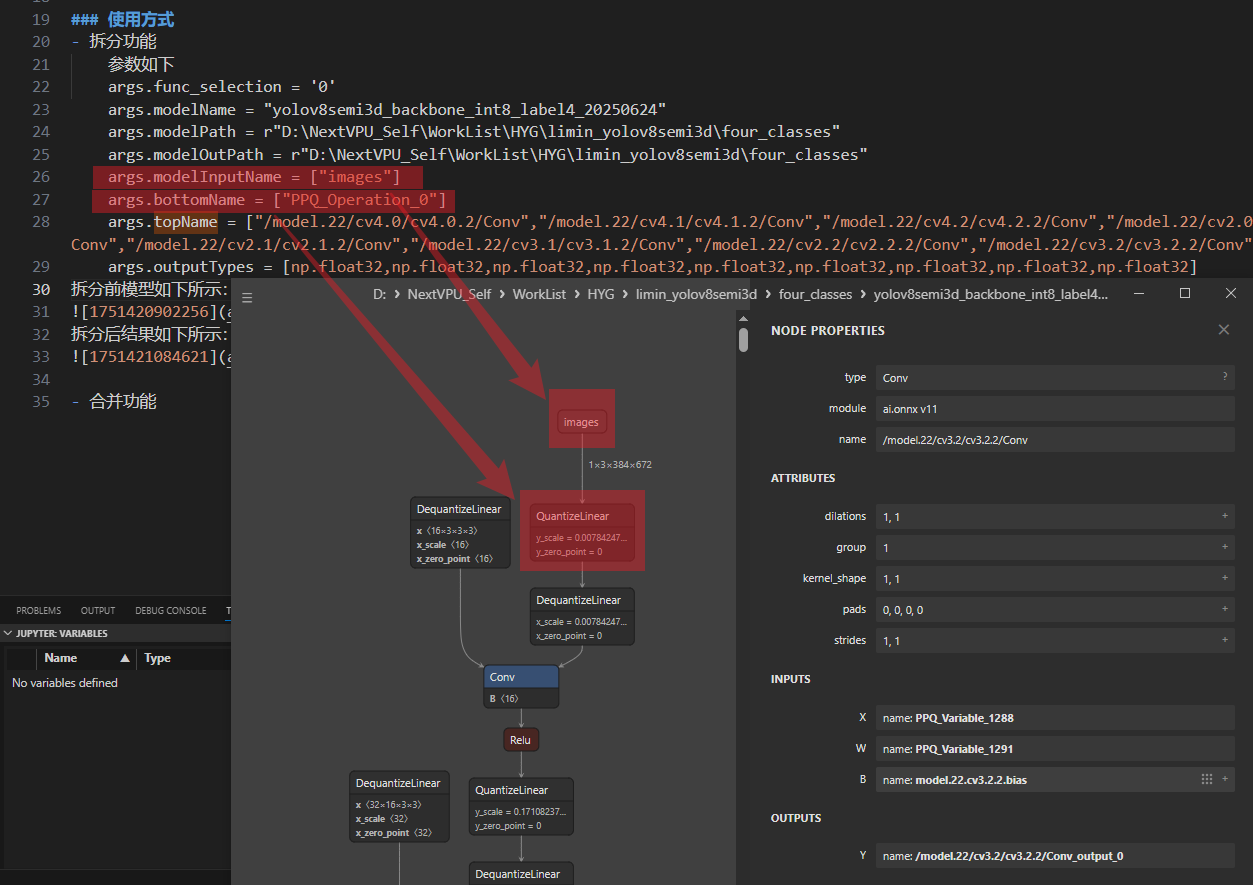 19 ### 使用方式
20 - 拆分功能
21 参数如下
22 args.func_selection = '0'
23 args.modelName = "yolov8semi3d_backbone_int8_label4_20250624"
24 args.modelPath = r"D:\NextVPU_Self\WorkList\HYG\limin_yolov8semi3d\four_classes"
25 args.modelOutPath = r"D:\NextVPU_Self\WorkList\HYG\limin_yolov8semi3d\four_classes"
26 args.modelInputName = ["images"]
27 args.bottomName = ["PPQ_Operation_0"]
28 args.topName = ["/model.22/cv4.0/cv4.0.2/Conv","/model.22/cv4.1/cv4.1.2/Conv","/model.22/cv4.2/cv4.2.2/Conv","/model.22/cv2.0
Conv","/model.22/cv2.1/cv2.1.2/Conv","/model.22/cv3.1/cv3.1.2/Conv","/model.22/cv2.2/cv2.2.2/Conv","/model.22/cv3.2/cv3.2.2/Conv"
29 args.outputTypes = [np.float32,np.float32,np.float32,np.float32,np.float32,np.float32,np.float32,np.float32,np.float32]
30 拆分前模型如下所示:
31 ![1751420902256](
32 拆分后结果如下所示:
33 ![1751421084621](
34
35 - 合并功能
D: > NextVPU_Self > WorkList > HYG > limin_yolov8semi3d > four_classes > yolov8semi3d_backbone_int8_label4...
images
1×3×384×672
DequantizeLinear
x 〈16×3×3×3〉
x_scale 〈16〉
x_zero_point 〈16〉
QuantizeLinear
y_scale = 0.00784247...
y_zero_point = 0
DequantizeLinear
x_scale = 0.00784247...
x_zero_point = 0
Conv
B 〈16〉
Relu
DequantizeLinear
x 〈32×16×3×3〉
x_scale 〈32〉
x_zero_point 〈32〉
QuantizeLinear
y_scale = 0.17108237...
y_zero_point = 0
DequantizeLinear
NODE PROPERTIES
type Conv ?
module ai.onnx v11
name /model.22/cv3.2/cv3.2.2/Conv
ATTRIBUTES
dilations 1, 1 +
group 1 +
kernel_shape 1, 1 +
pads 0, 0, 0, 0 +
strides 1, 1 +
INPUTS
X name: PPQ_Variable_1288
W name: PPQ_Variable_1291
B name: model.22.cv3.2.2.bias +
OUTPUTS
Y name: /model.22/cv3.2/cv3.2.2/Conv_output_0
PROBLEMS OUTPUT DEBUG CONSOLE T
JUPYTER: VARIABLES
Name Type
No variables defined